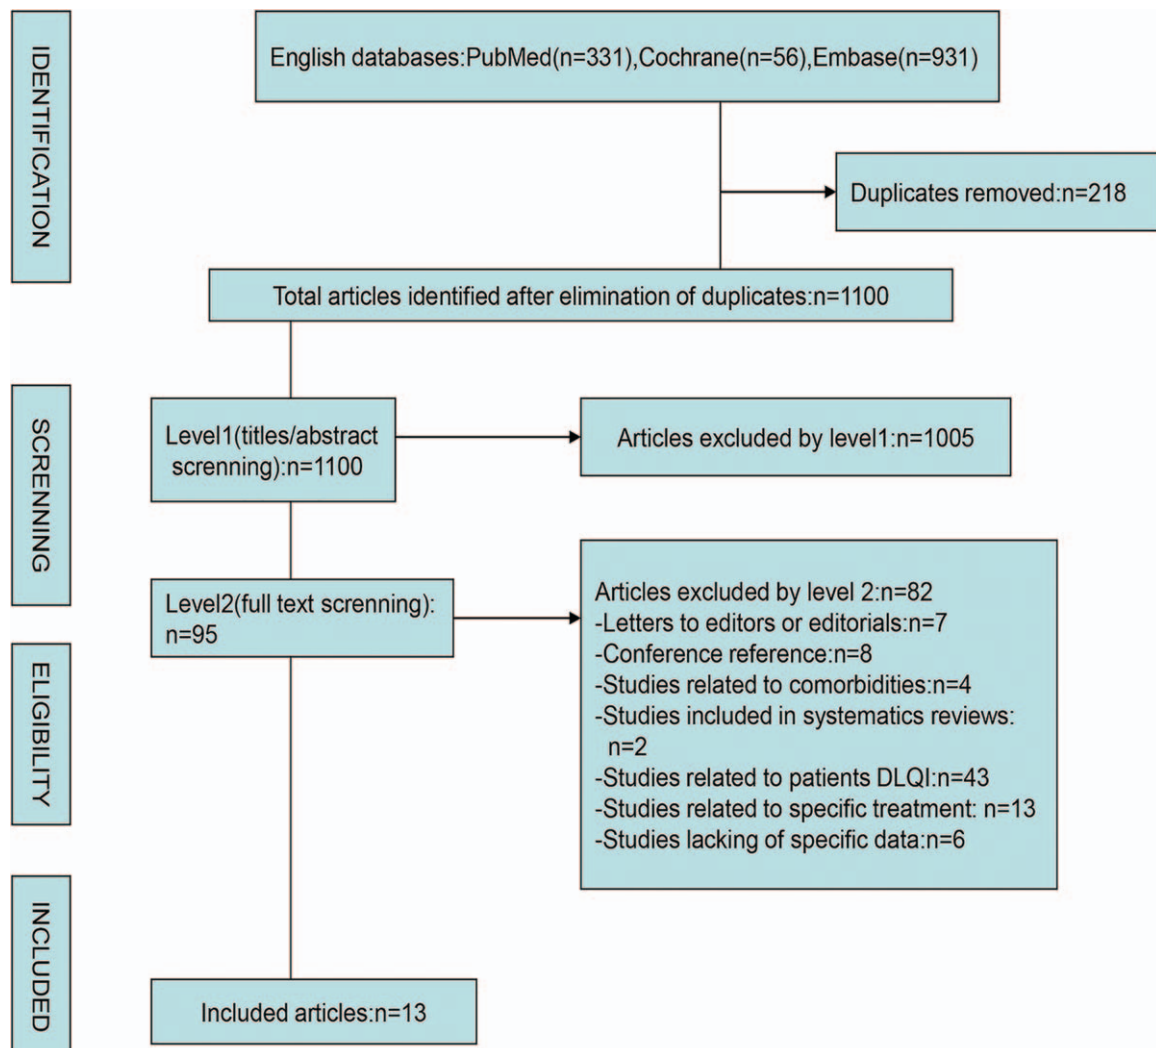 IDENTIFICATION
English databases:PubMed(n=331),Cochrane(n=56),Embase(n=931)
Duplicates removed:n=218
Total articles identified after elimination of duplicates:n=1100
SCRENNING
Level1(titles/abstract
screnning):n=1100
Articles excluded by level1:n=1005
Level2(full text screnning):
n=95
Articles excluded by level 2:n=82
-Letters to editors or editorials:n=7
-Conference reference:n=8
-Studies related to comorbidities:n=4
-Studies included in systematics reviews:
n=2
-Studies related to patients DLQI:n=43
-Studies related to specific treatment: n=13
-Studies lacking of specific data:n=6
ELIGIBILITY
INCLUDED
Included articles:n=13